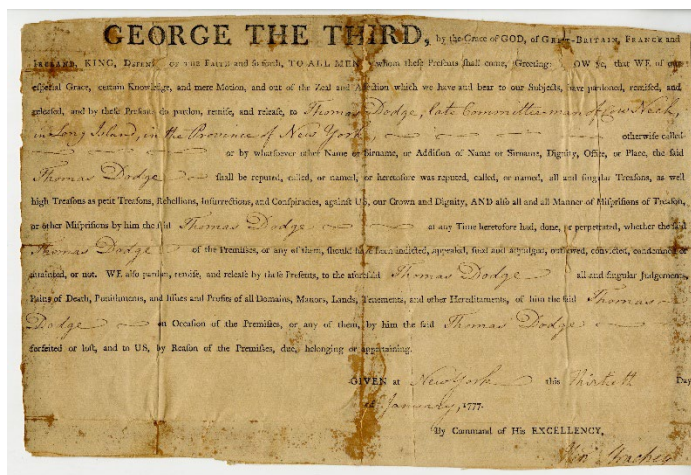 GEORGE THE THIRD, by the Grace of GOD, of GREAT-BRITAIN, FRANCE and
IRELAND, KING, DEFENDER OF THE FAITH and so forth, TO ALL MEN whom these Presents shall come, Greeting: OW ye, that WE of our
especial Grace, certain Knowledge, and mere Motion, and out of the Zeal and Affection which we have and bear to our Subjects, have pardoned, remised, and
released, and by these Presents do pardon, remise, and release, to Thomas Dodge, late Committee-man of Cow Neck,
in Long Island, in the Province of New York, otherwise called
or by whatsoever other Name or Sirname, or Addition of Name or Sirname, Dignity, Office, or Place, the said
Thomas Dodge shall be reputed, called, or named, or heretofore was reputed, called, or named, all and singular Treasons, as well
high Treasons as petit Treasons, Rebellions, Insurrections, and Conspiracies, against US, our Crown and Dignity, AND also all and all Manner of Misprisions of Treason,
or other Misprisions by him the said Thomas Dodge at any Time heretofore had, done, or perpetrated, whether the said
Thomas Dodge of the Premises, or any of them, should have been indicted, appealed, sued and adjudged, outlawed, convicted, condemned or
attainted, or not. WE also pardon, remise, and release by these Presents, to the aforesaid Thomas Dodge all and singular Judgements,
Pains of Death, Punishments, and Issues and Profits of all Domains, Manors, Lands, Tenements, and other Hereditaments, of him the said Thomas
Dodge on Occasion of the Premises, or any of them, by him the said Thomas Dodge
forfeited or lost, and to US, by Reason of the Premises, due, belonging or appertaining.
GIVEN at New York this thirtieth Day
of January, 1777.
By Command of His EXCELLENCY,